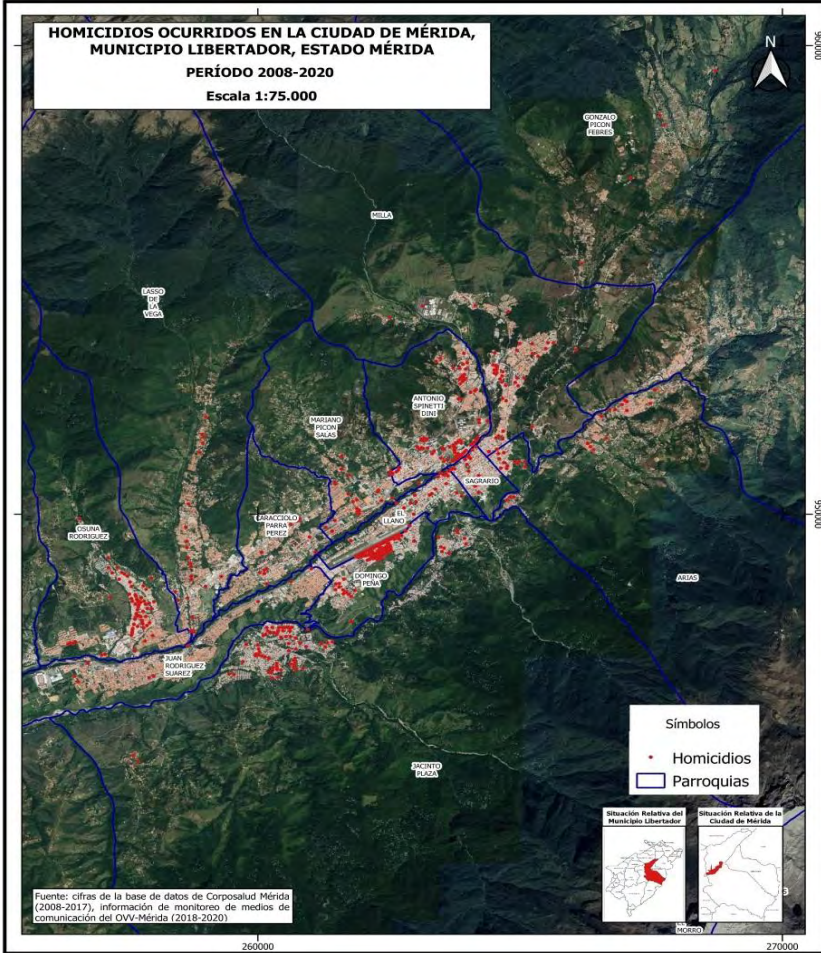 HOMICIDIOS OCURRIDOS EN LA CIUDAD DE MÉRIDA,
MUNICIPIO LIBERTADOR, ESTADO MÉRIDA
PERÍODO 2008-2020
Escala 1:75.000
N
960000
GONZALO
PICON
FEBRES
MILLA
LASSO
DE
LA
VEGA
ANTONIO
SPINETTI
DINI
MARIANO
PICON
SALAS
SAGRARIO
EL
LLANO
CARACCIOLO
PARRA
PEREZ
OSUNA
RODRIGUEZ
950000
DOMINGO
PEÑA
ARIAS
JUAN
RODRIGUEZ
SUAREZ
JACINTO
PLAZA
Símbolos
Homicidios
Parroquias
Situación Relativa del
Municipio Libertador
Situación Relativa de la
Ciudad de Mérida
3
MORRO
Fuente: cifras de la base de datos de Corposalud Mérida
(2008-2017), información de monitoreo de medios de
comunicación del OVV-Mérida (2018-2020)
260000
270000